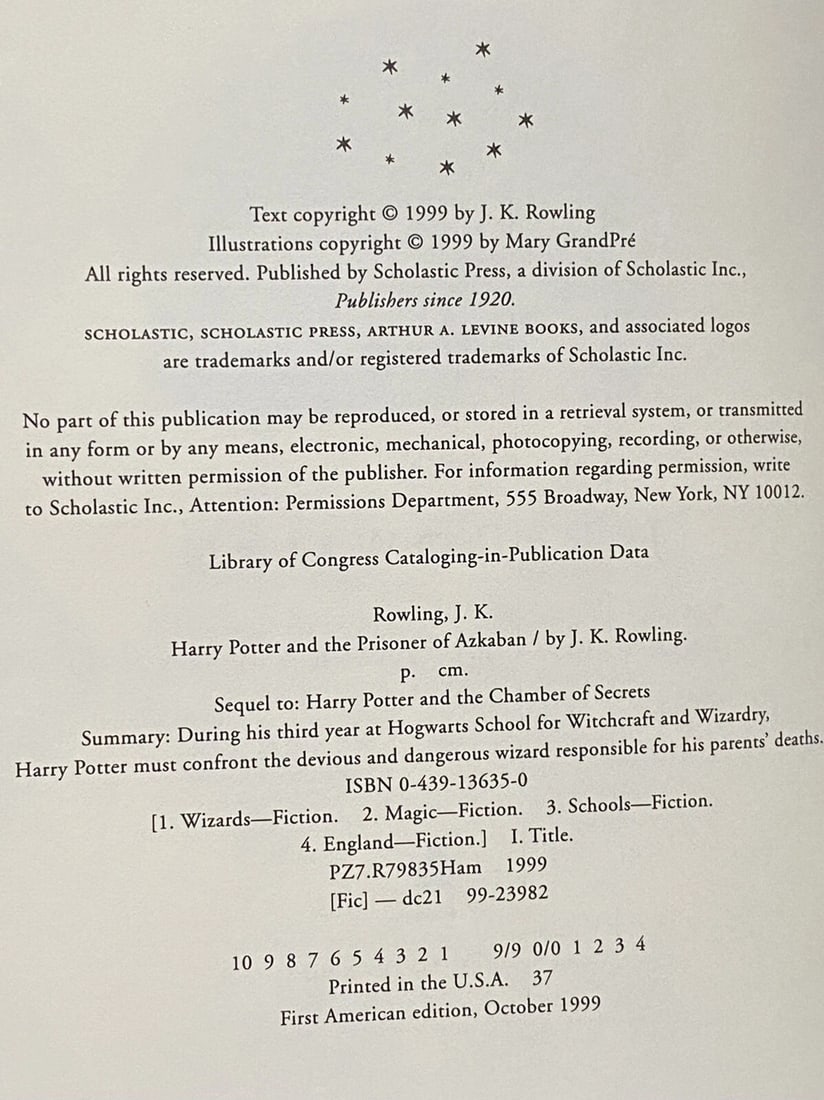 Text copyright © 1999 by J. K. Rowling
Illustrations copyright © 1999 by Mary GrandPré
All rights reserved. Published by Scholastic Press, a division of Scholastic Inc.,
Publishers since 1920.
SCHOLASTIC, SCHOLASTIC PRESS, ARTHUR A. LEVINE BOOKS, and associated logos
are trademarks and/or registered trademarks of Scholastic Inc.
No part of this publication may be reproduced, or stored in a retrieval system, or transmitted
in any form or by any means, electronic, mechanical, photocopying, recording, or otherwise,
without written permission of the publisher. For information regarding permission, write
to Scholastic Inc., Attention: Permissions Department, 555 Broadway, New York, NY 10012.
Library of Congress Cataloging-in-Publication Data
Rowling, J. K.
Harry Potter and the Prisoner of Azkaban / by J. K. Rowling.
p. cm.
Sequel to: Harry Potter and the Chamber of Secrets
Summary: During his third year at Hogwarts School for Witchcraft and Wizardry,
Harry Potter must confront the devious and dangerous wizard responsible for his parents’ deaths.
ISBN 0-439-13635-0
[1. Wizards—Fiction. 2. Magic—Fiction. 3. Schools—Fiction.
4. England—Fiction.] I. Title.
PZ7.R79835Ham 1999
[Fic] — dc21 99-23982
10 9 8 7 6 5 4 3 2 1 9/9 0/0 1 2 3 4
Printed in the U.S.A. 37
First American edition, October 1999